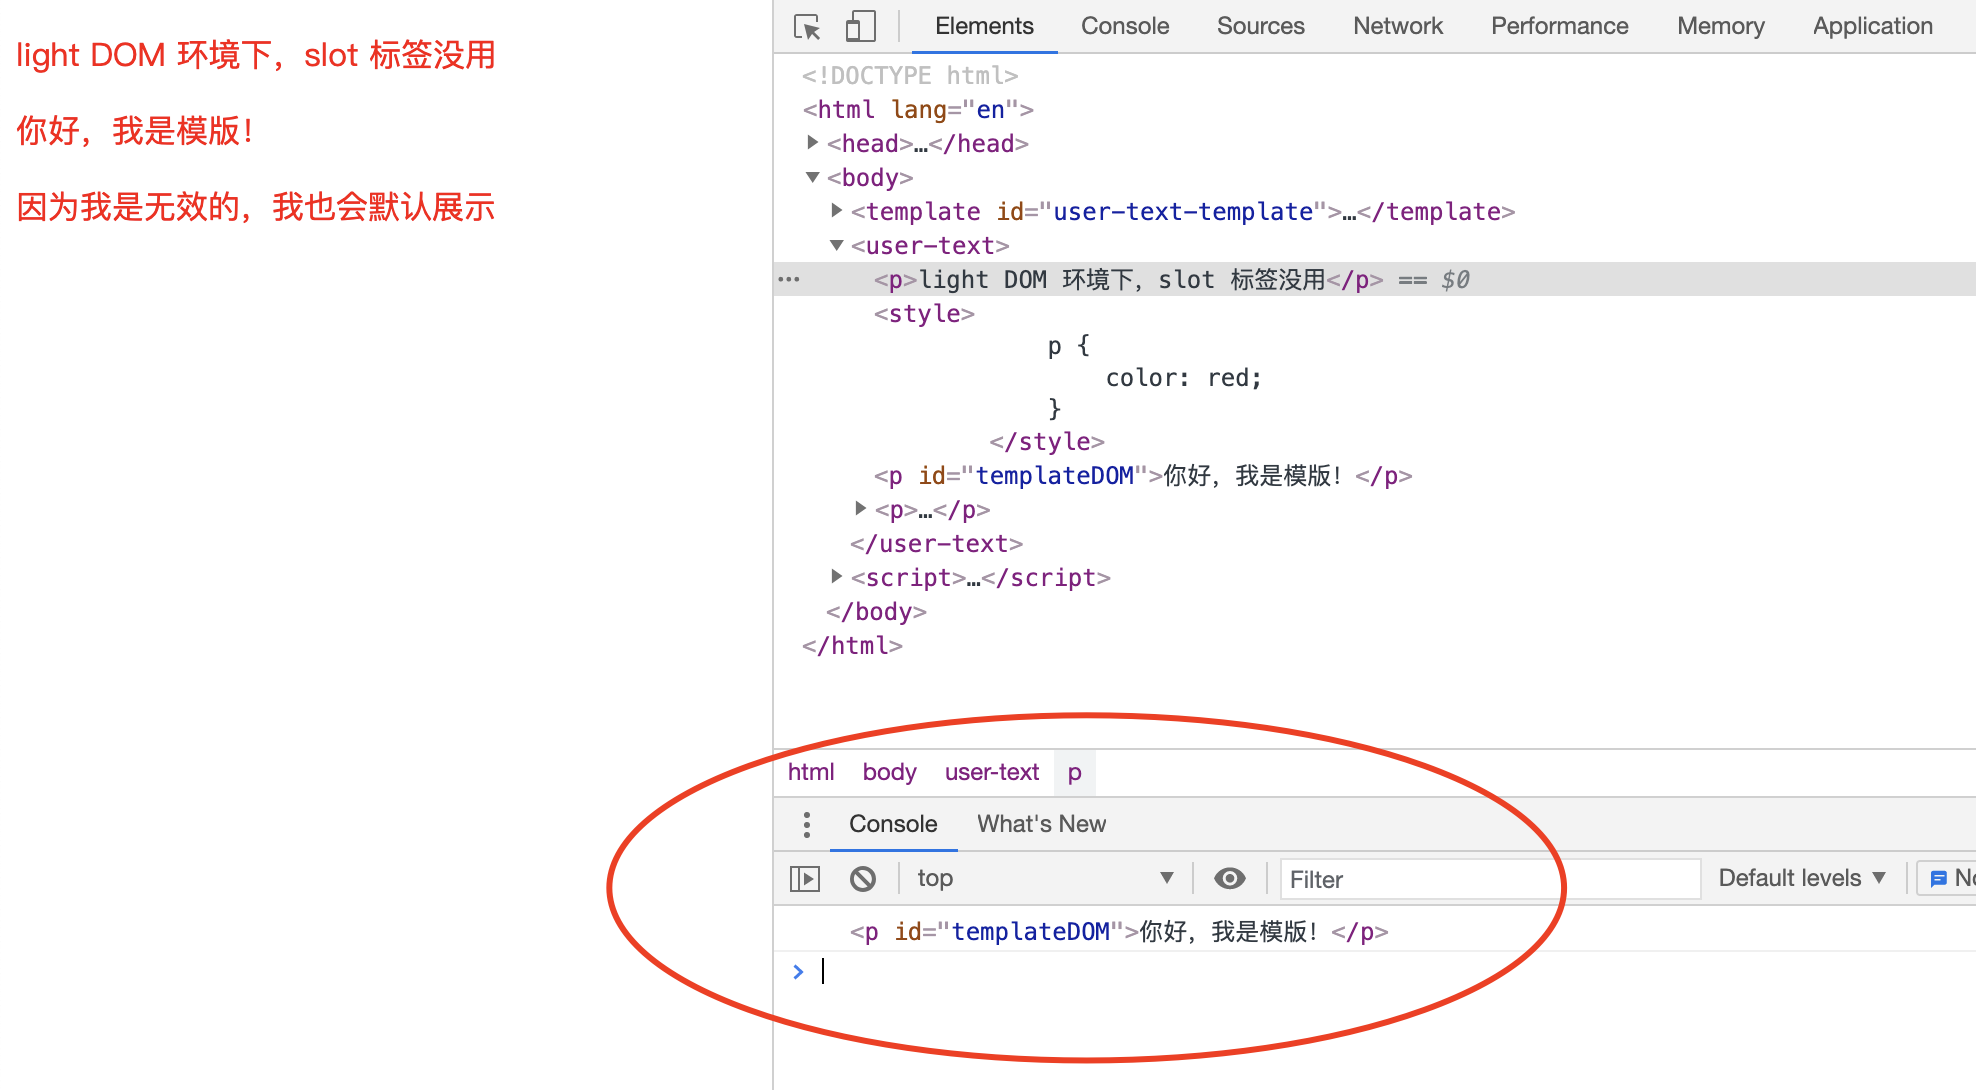 light DOM 环境下，slot 标签没用
你好，我是模版！
因为我是无效的，我也会默认展示
Elements Console Sources Network Performance Memory Application
<!DOCTYPE html>
<html lang="en">
<head>…</head>
<body>
<template id="user-text-template">…</template>
<user-text>
<p>light DOM 环境下，slot 标签没用</p> == $0
<style>
p {
color: red;
}
</style>
<p id="templateDOM">你好，我是模版！</p>
<p>…</p>
</user-text>
<script>…</script>
</body>
</html>
html body user-text p
Console What's New
top Filter Default levels
<p id="templateDOM">你好，我是模版！</p>